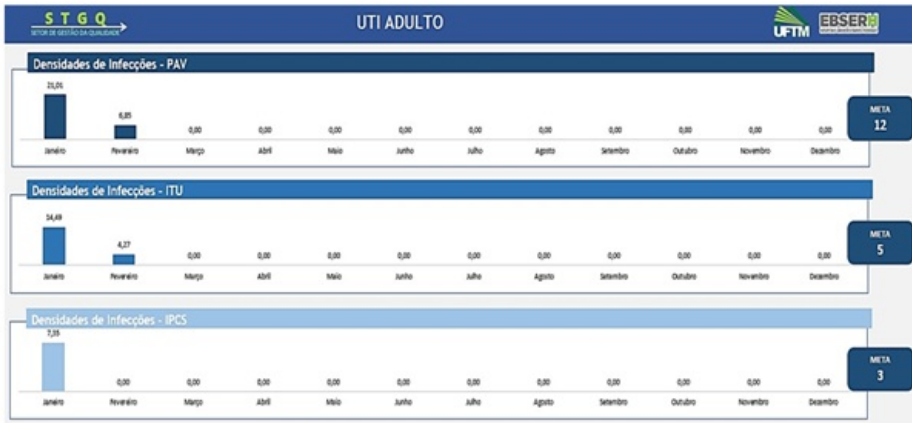 STGQ
SETOR DE GESTÃO DA QUALIDADE
UTI ADULTO
UFTM
EBSERH
Densidades de Infecções - PAV
21,01
6,85
0,00 0,00 0,00 0,00 0,00 0,00 0,00 0,00 0,00 0,00
Janeiro Fevereiro Março Abril Maio Junho Julho Agosto Setembro Outubro Novembro Dezembro
META
12
Densidades de Infecções - ITU
14,49
4,27
0,00 0,00 0,00 0,00 0,00 0,00 0,00 0,00 0,00 0,00
Janeiro Fevereiro Março Abril Maio Junho Julho Agosto Setembro Outubro Novembro Dezembro
META
5
Densidades de Infecções - IPCS
7,35
0,00 0,00 0,00 0,00 0,00 0,00 0,00 0,00 0,00 0,00 0,00
Janeiro Fevereiro Março Abril Maio Junho Julho Agosto Setembro Outubro Novembro Dezembro
META
3